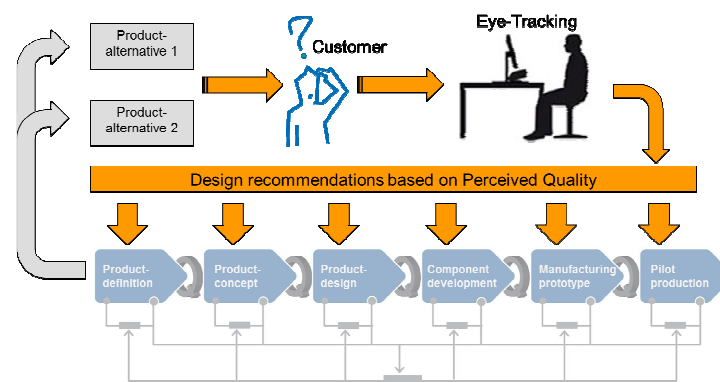 Product-
alternative 1
?
Customer
Eye-Tracking
Product-
alternative 2
Design recommendations based on Perceived Quality
Product-
definition
Product-
concept
Product-
design
Component
development
Manufacturing
prototype
Pilot
production